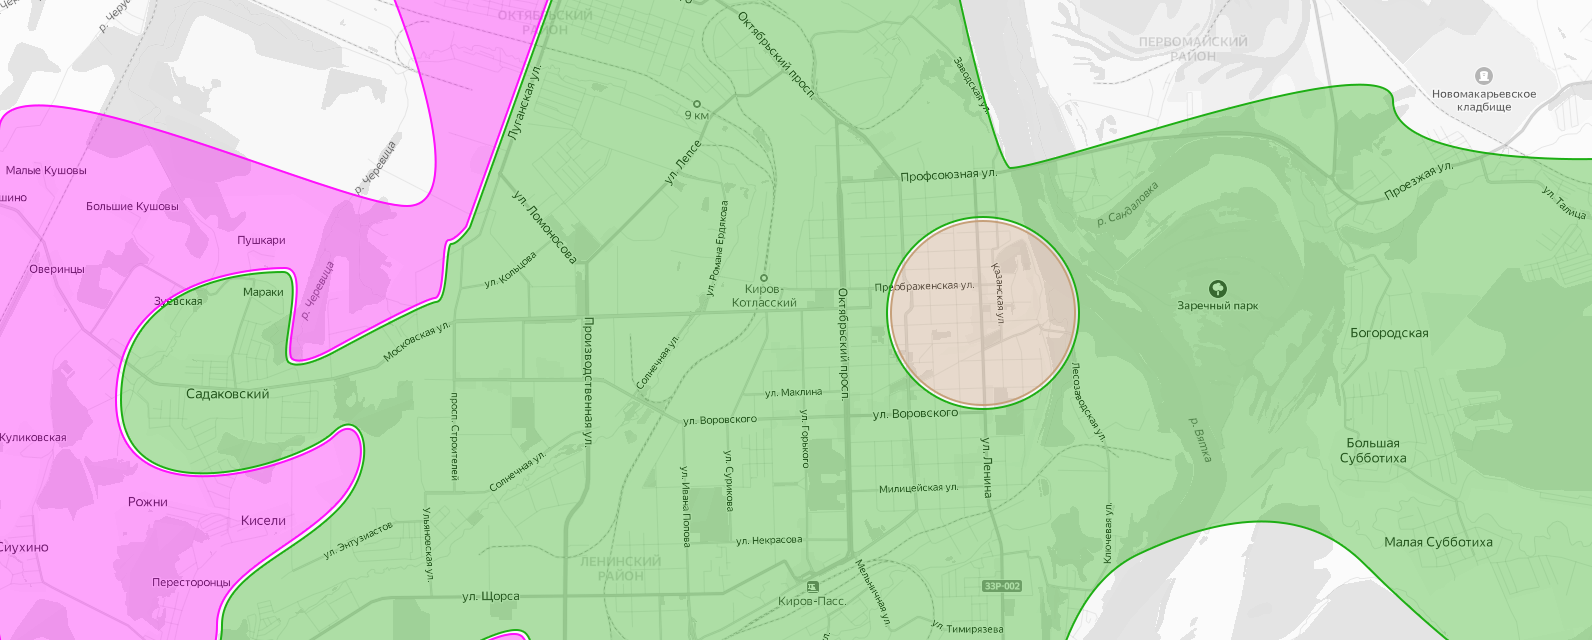 ОКТЯБРЬСКИЙ
РАЙОН
Октябрьский просп.
Заводская ул.
ПЕРВОМАЙСКИЙ
РАЙОН
Новомакарьевское
кладбище
Луганская ул.
9 км
ул. Лепсе
р. Черевица
Малые Кушовы
шино
Большие Кушовы
Профсоюзная ул.
Проезжая ул.
р. Сандаловка
ул. Талица
ул. Ломоносова
ул. Романа Ердякова
Пушкари
Оверинцы
ул. Кольцова
Киров-
Котласский
Преображенская ул.
Казанская ул.
Мараки
Зуевская
р. Черевица
Заречный парк
Московская ул.
Производственная ул.
Октябрьский просп.
Богородская
Солнечная ул.
Садаковский
ул. Маклина
Лесозаводская ул.
просп. Строителей
ул. Воровского
ул. Горького
ул. Воровского
Куликовская
р. Вятка
Большая
Субботиха
ул. Ленина
Солнечная ул.
ул. Ивана Попова
ул. Сурикова
Милицейская ул.
Рожни
Кисели
Ульяновская ул.
ул. Энтузиастов
ул. Некрасова
Ключевая ул.
Малая Субботиха
Сиухино
ЛЕНИНСКИЙ
РАЙОН
Пересторонцы
ул. Щорса
Киров-Пасс.
Мельничная ул.
33Р-002
ул. Тимирязева
ул.